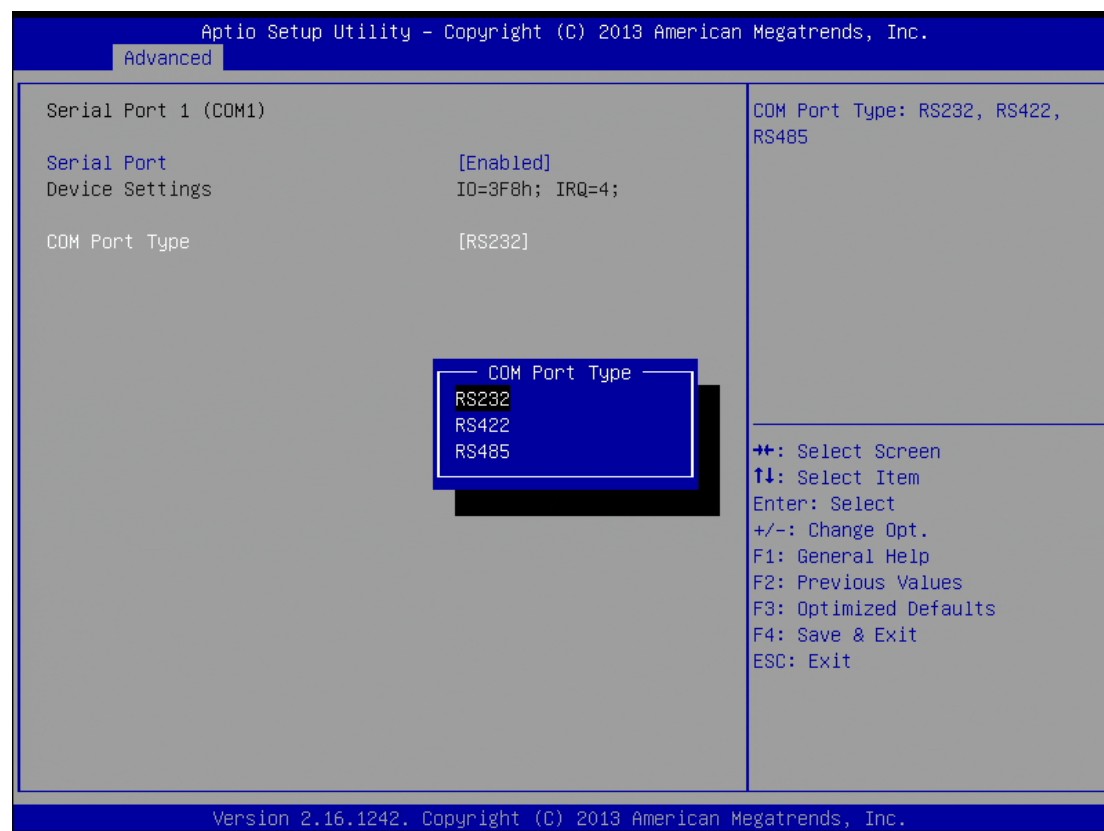 Aptio Setup Utility – Copyright (C) 2013 American Megatrends, Inc.
Advanced
Serial Port 1 (COM1)
Serial Port [Enabled]
Device Settings IO=3F8h; IRQ=4;
COM Port Type [RS232]
COM Port Type
RS232
RS422
RS485
COM Port Type: RS232, RS422,
RS485
→←: Select Screen
↑↓: Select Item
Enter: Select
+/-: Change Opt.
F1: General Help
F2: Previous Values
F3: Optimized Defaults
F4: Save & Exit
ESC: Exit
Version 2.16.1242. Copyright (C) 2013 American Megatrends, Inc.